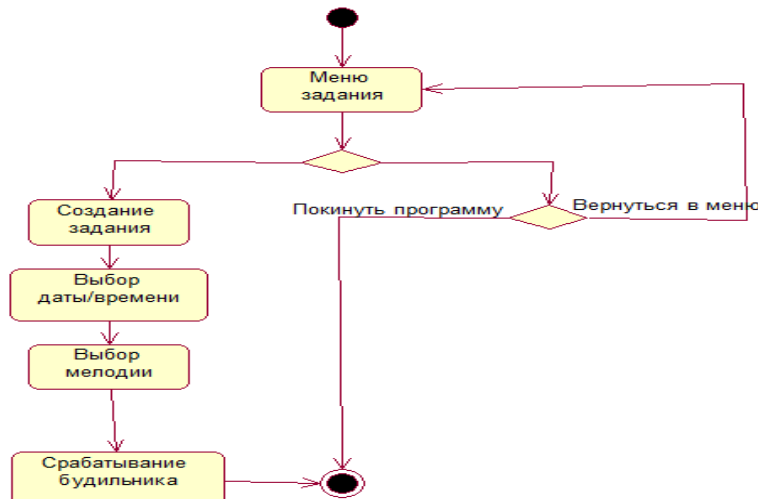 Меню
задания
Создание
задания
Покинуть программу
Вернуться в меню
Выбор
даты/времени
Выбор
мелодии
Срабатывание
будильника